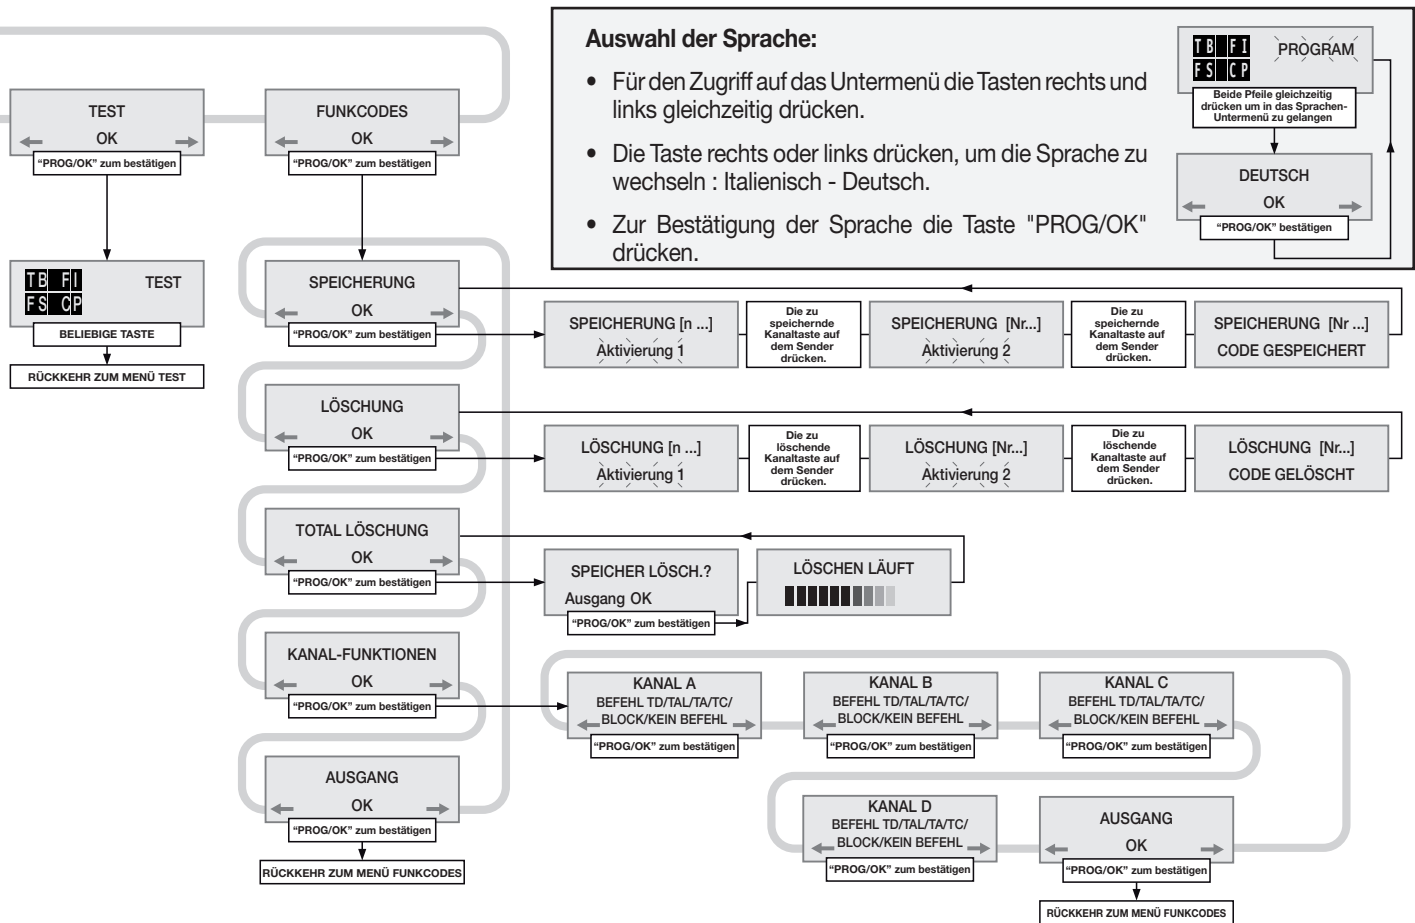 Auswahl der Sprache:
• Für den Zugriff auf das Untermenü die Tasten rechts und
links gleichzeitig drücken.
• Die Taste rechts oder links drücken, um die Sprache zu
wechseln : Italienisch - Deutsch.
• Zur Bestätigung der Sprache die Taste "PROG/OK"
drücken.
TB FI
FS CP
PROGRAM
Beide Pfeile gleichzeitig
drücken um in das Sprachen-
Untermenü zu gelangen
DEUTSCH
OK
“PROG/OK” bestätigen
TEST
OK
“PROG/OK” zum bestätigen
TB FI
FS CP
TEST
BELIEBIGE TASTE
RÜCKKEHR ZUM MENÜ TEST
FUNKCODES
OK
“PROG/OK” zum bestätigen
SPEICHERUNG
OK
“PROG/OK” zum bestätigen
SPEICHERUNG [n ...]
Aktivierung 1
Die zu
speichernde
Kanaltaste auf
dem Sender
drücken.
SPEICHERUNG [Nr...]
Aktivierung 2
Die zu
speichernde
Kanaltaste auf
dem Sender
drücken.
SPEICHERUNG [Nr ...]
CODE GESPEICHERT
LÖSCHUNG
OK
“PROG/OK” zum bestätigen
LÖSCHUNG [n ...]
Aktivierung 1
Die zu
löschende
Kanaltaste auf
dem Sender
drücken.
LÖSCHUNG [Nr...]
Aktivierung 2
Die zu
löschende
Kanaltaste auf
dem Sender
drücken.
LÖSCHUNG [Nr...]
CODE GELÖSCHT
TOTAL LÖSCHUNG
OK
“PROG/OK” zum bestätigen
SPEICHER LÖSCH.?
Ausgang OK
“PROG/OK” zum bestätigen
LÖSCHEN LÄUFT
KANAL-FUNKTIONEN
OK
“PROG/OK” zum bestätigen
KANAL A
BEFEHL TD/TAL/TA/TC/
BLOCK/KEIN BEFEHL
“PROG/OK” zum bestätigen
KANAL B
BEFEHL TD/TAL/TA/TC/
BLOCK/KEIN BEFEHL
“PROG/OK” zum bestätigen
KANAL C
BEFEHL TD/TAL/TA/TC/
BLOCK/KEIN BEFEHL
“PROG/OK” zum bestätigen
KANAL D
BEFEHL TD/TAL/TA/TC/
BLOCK/KEIN BEFEHL
“PROG/OK” zum bestätigen
AUSGANG
OK
“PROG/OK” zum bestätigen
RÜCKKEHR ZUM MENÜ FUNKCODES
AUSGANG
OK
“PROG/OK” zum bestätigen
RÜCKKEHR ZUM MENÜ FUNKCODES